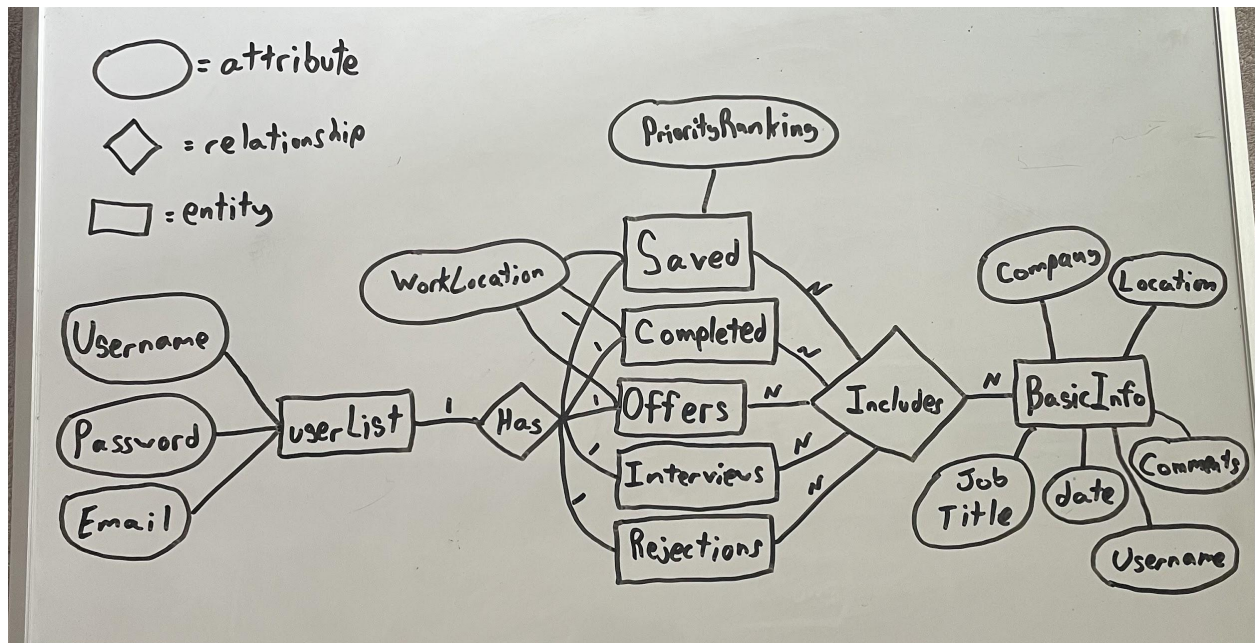 = attribute
= relationship
= entity
PriorityRanking
WorkLocation
Saved
Completed
Offers
Interviews
Rejections
Username
Password
Email
userList
1
Has
1
1
1
1
1
N
N
N
N
N
Includes
N
BasicInfo
Company
Location
Job
Title
date
Username
Comments